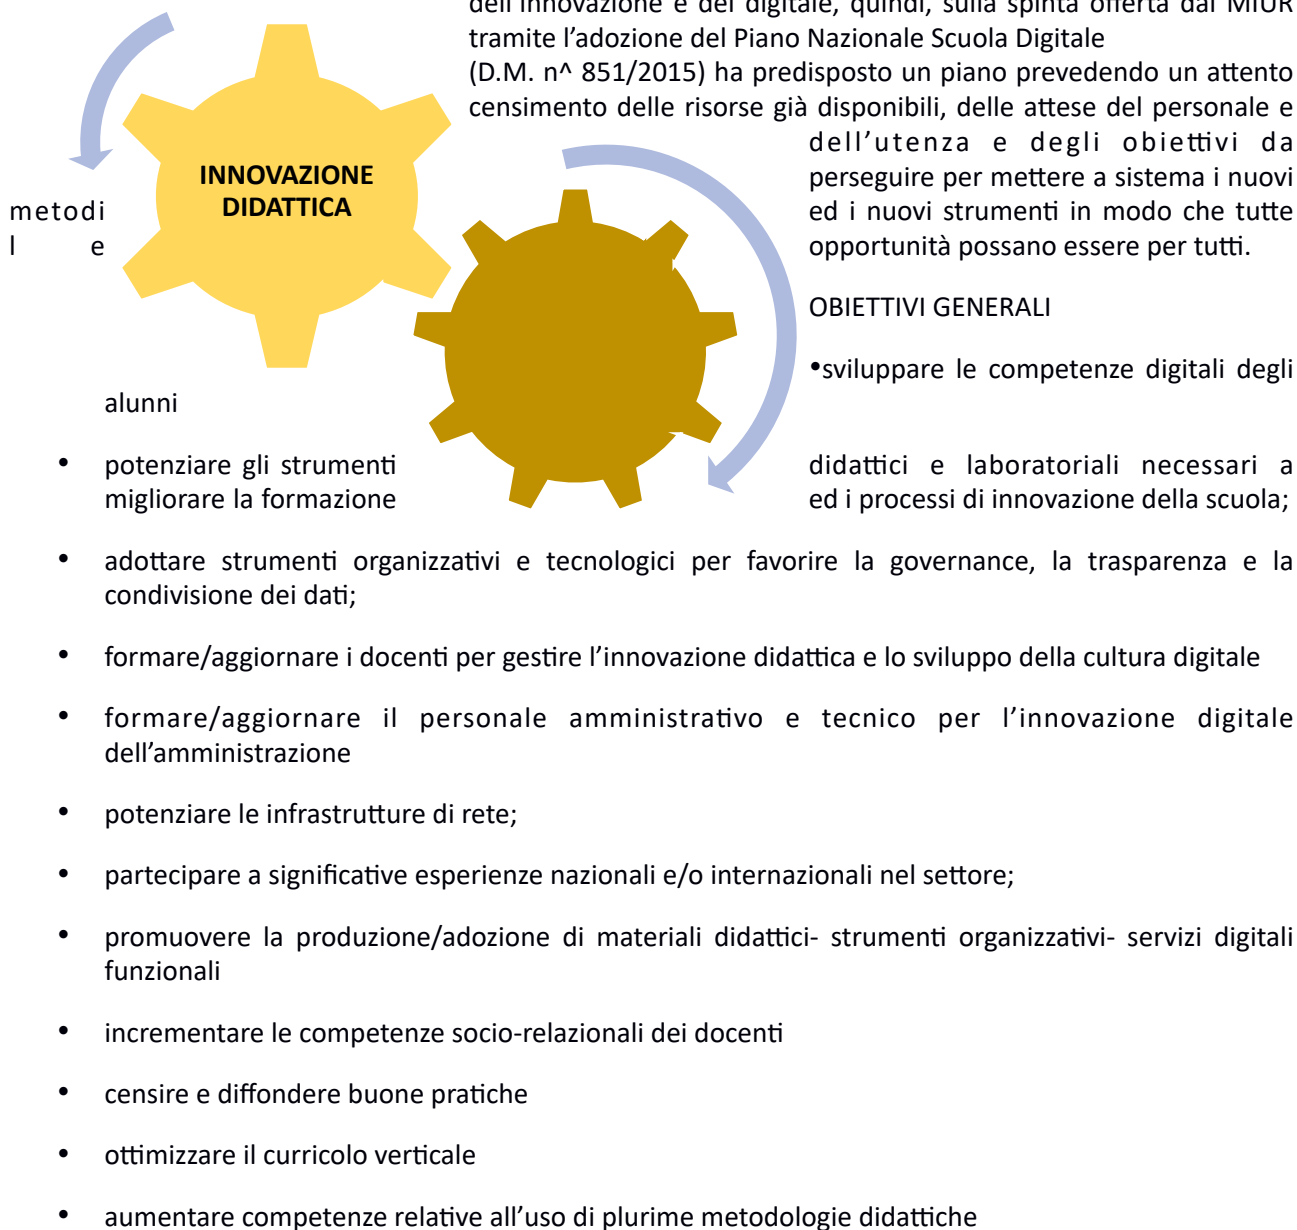 dell'innovazione e del digitale, quindi, sulla spinta offerta dal MIUR
tramite l'adozione del Piano Nazionale Scuola Digitale
(D.M. n^ 851/2015) ha predisposto un piano prevedendo un attento
censimento delle risorse già disponibili, delle attese del personale e
dell'utenza e degli obiettivi da
perseguire per mettere a sistema i nuovi
metodi ed i nuovi strumenti in modo che tutte
le opportunità possano essere per tutti.
INNOVAZIONE
DIDATTICA
OBIETTIVI GENERALI
•sviluppare le competenze digitali degli
alunni
• potenziare gli strumenti didattici e laboratoriali necessari a
migliorare la formazione ed i processi di innovazione della scuola;
• adottare strumenti organizzativi e tecnologici per favorire la governance, la trasparenza e la
condivisione dei dati;
• formare/aggiornare i docenti per gestire l'innovazione didattica e lo sviluppo della cultura digitale
• formare/aggiornare il personale amministrativo e tecnico per l'innovazione digitale
dell'amministrazione
• potenziare le infrastrutture di rete;
• partecipare a significative esperienze nazionali e/o internazionali nel settore;
• promuovere la produzione/adozione di materiali didattici- strumenti organizzativi- servizi digitali
funzionali
• incrementare le competenze socio-relazionali dei docenti
• censire e diffondere buone pratiche
• ottimizzare il curricolo verticale
• aumentare competenze relative all'uso di plurime metodologie didattiche